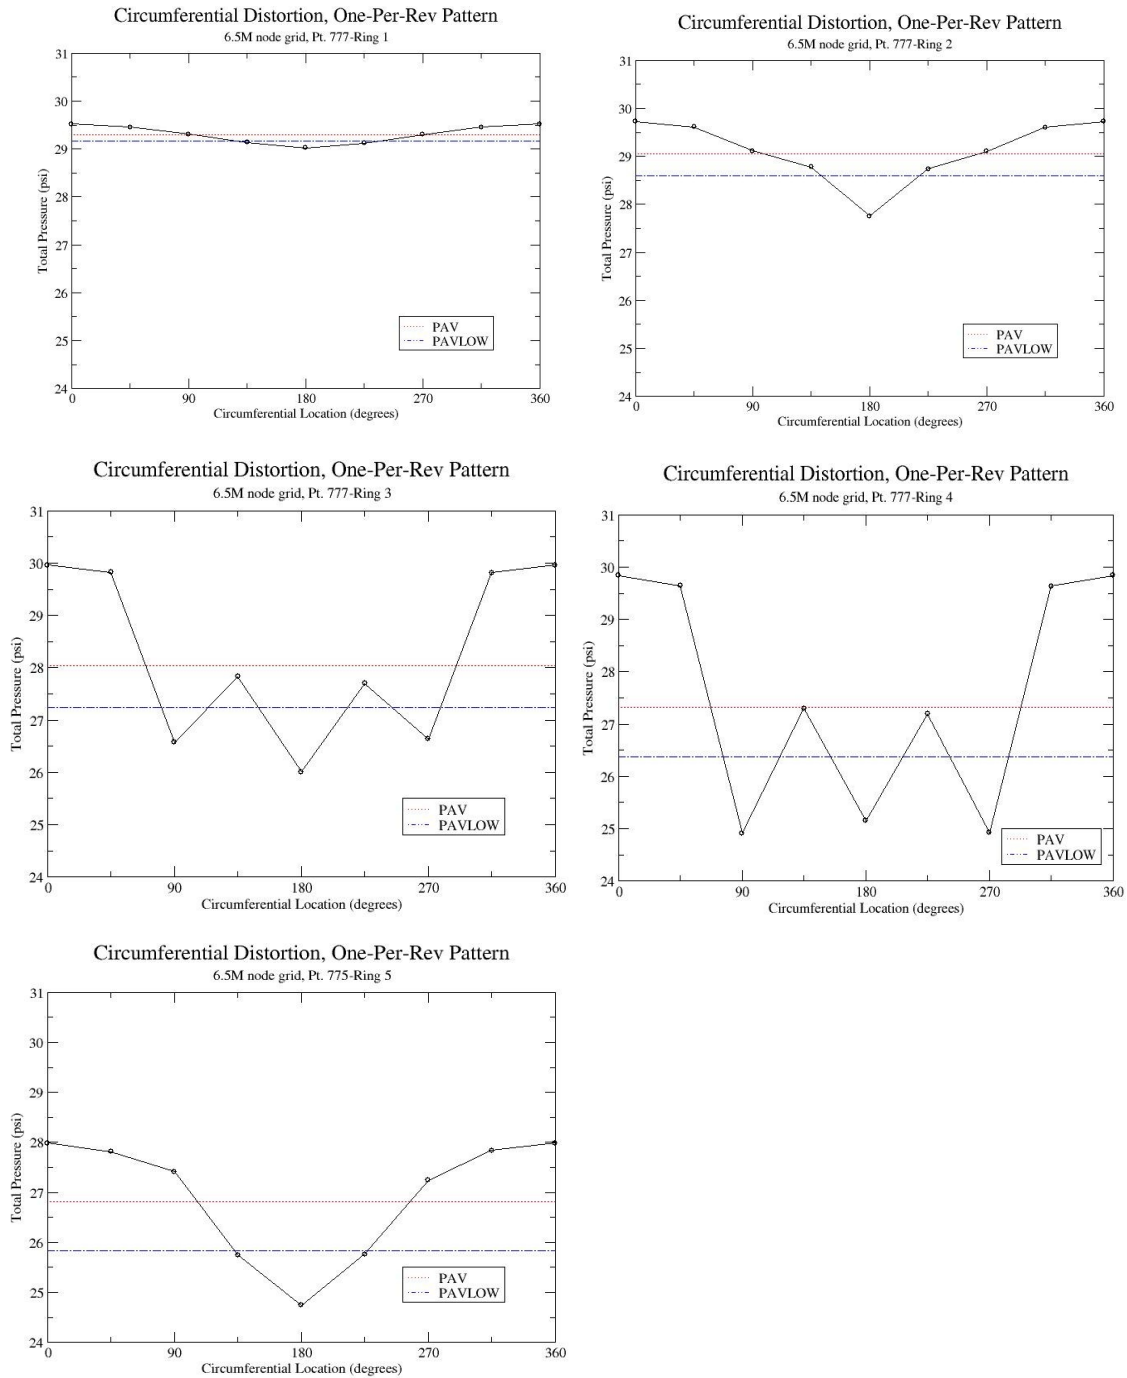 Circumferential Distortion, One-Per-Rev Pattern
6.5M node grid, Pt. 777-Ring 1
31
30
29
28
27
26
25
24
Total Pressure (psi)
PAV
PAVLOW
0 90 180 270 360
Circumferential Location (degrees)
Circumferential Distortion, One-Per-Rev Pattern
6.5M node grid, Pt. 777-Ring 2
31
30
29
28
27
26
25
24
Total Pressure (psi)
PAV
PAVLOW
0 90 180 270 360
Circumferential Location (degrees)
Circumferential Distortion, One-Per-Rev Pattern
6.5M node grid, Pt. 777-Ring 3
31
30
29
28
27
26
25
24
Total Pressure (psi)
PAV
PAVLOW
0 90 180 270 360
Circumferential Location (degrees)
Circumferential Distortion, One-Per-Rev Pattern
6.5M node grid, Pt. 777-Ring 4
31
30
29
28
27
26
25
24
Total Pressure (psi)
PAV
PAVLOW
0 90 180 270 360
Circumferential Location (degrees)
Circumferential Distortion, One-Per-Rev Pattern
6.5M node grid, Pt. 775-Ring 5
31
30
29
28
27
26
25
24
Total Pressure (psi)
PAV
PAVLOW
0 90 180 270 360
Circumferential Location (degrees)